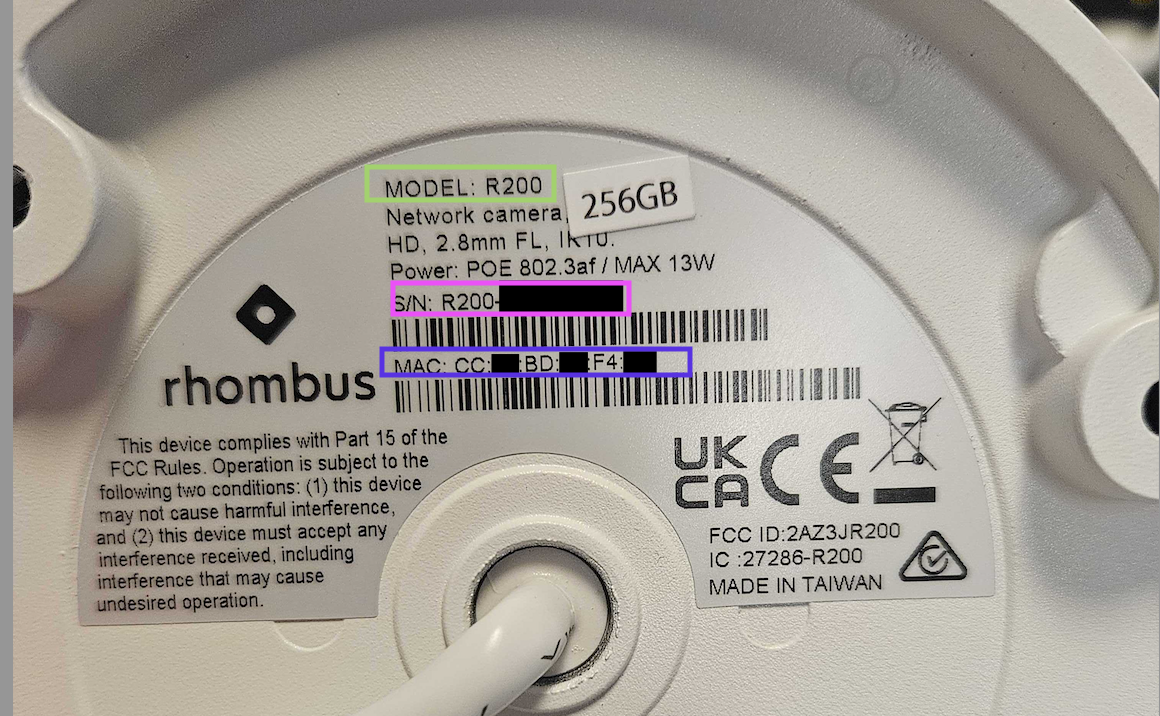 MODEL: R200
256GB
Network camera,
HD, 2.8mm FL, IK10.
Power: POE 802.3af / MAX 13W
S/N: R200-
MAC: CC: :BD: :F4:
rhombus
This device complies with Part 15 of the
FCC Rules. Operation is subject to the
following two conditions: (1) this device
may not cause harmful interference,
and (2) this device must accept any
interference received, including
interference that may cause
undesired operation.
UK
CA CE
FCC ID:2AZ3JR200
IC :27286-R200
MADE IN TAIWAN